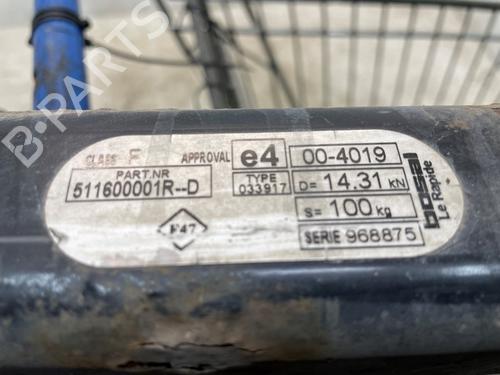 B-PARTS
CLASS F APPROVAL e4 00-4019
PART.NR
511600001R--D
TYPE
033917
D= 14.31 kN
S= 100 kg
SERIE 968875
bosal
Le Rapide